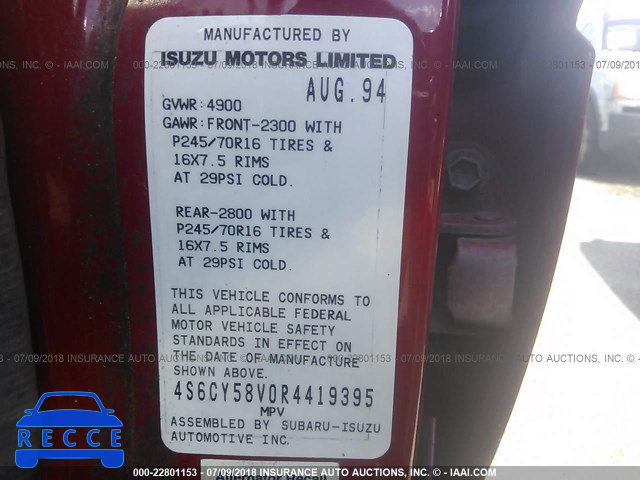 MANUFACTURED BY
ISUZU MOTORS LIMITED
AUG.94
GVWR:4900
GAWR:FRONT-2300 WITH
P245/70R16 TIRES &
16X7.5 RIMS
AT 29PSI COLD.
REAR-2800 WITH
P245/70R16 TIRES &
16X7.5 RIMS
AT 29PSI COLD.
THIS VEHICLE CONFORMS TO
ALL APPLICABLE FEDERAL
MOTOR VEHICLE SAFETY
STANDARDS IN EFFECT ON
THE DATE OF MANUFACTURE
SHOWN ABOVE.
4S6CY58V0R4419395
MPV
ASSEMBLED BY SUBARU-ISUZU
AUTOMOTIVE INC.
Alternator Recall
RECCE
000-22801153 - 07/09/2018 INSURANCE AUTO AUCTIONS, INC. - © IAAI.COM